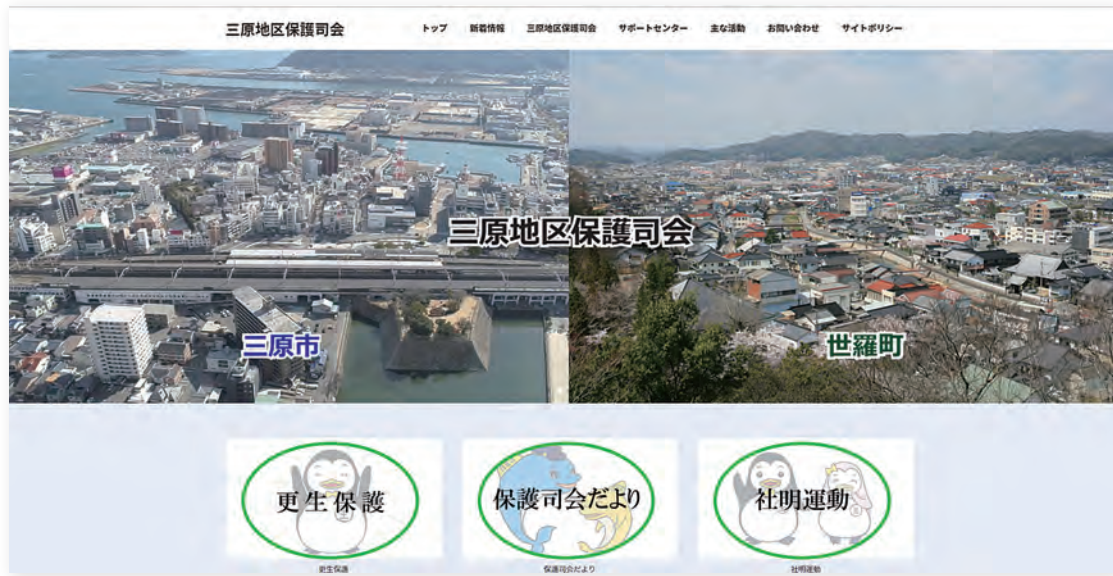 三原地区保護司会
トップ 新着情報 三原地区保護司会 サポートセンター 主な活動 お問い合わせ サイトポリシー
三原地区保護司会
三原市
世羅町
更生保護
保護司会だより
社明運動
更生保護
保護司会だより
社明運動